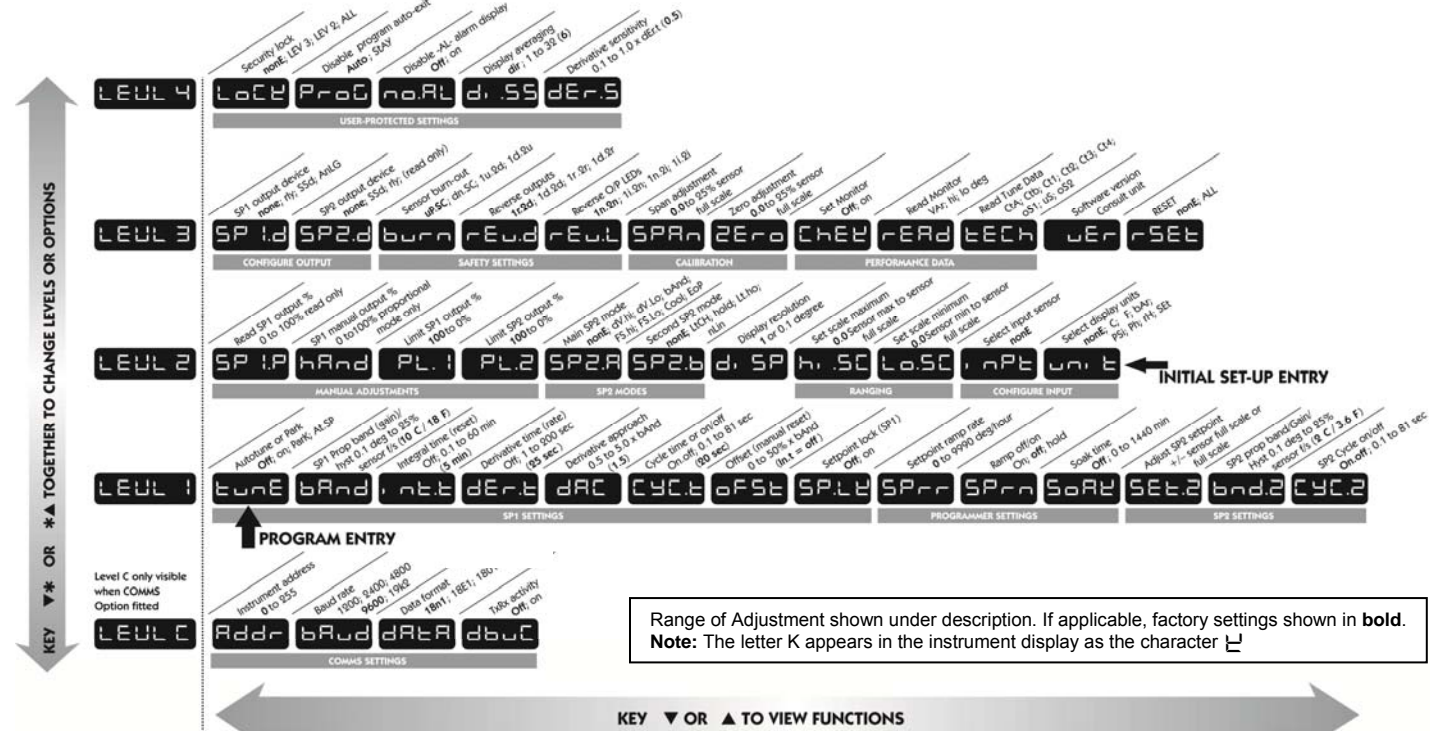 Security lock
nonE; LEV 3; LEV 2; ALL
Disable program auto-exit
Auto; StAY
Disable -AL- alarm display
Off; on
Display averaging
dir; 1 to 32 (6)
Derivative sensitivity
0.1 to 1.0 x dErt (0.5)
LEVL 4
LoCK
ProG
no.AL
di.SS
dEr.S
USER-PROTECTED SETTINGS
SP1 output device
none; rly; SSd; AnLG
SP2 output device
none; SSd; rly; (read only)
Sensor burn-out
uP.SC; dn.SC; 1u.2d; 1d.2u
Reverse outputs
1r.2d; 1d.2d; 1r.2r; 1d.2r
Reverse O/P LEDs
1n.2n; 1i.2n; 1n.2i; 1i.2i
Span adjustment
0.0 to 25% sensor
full scale
Zero adjustment
0.0 to 25% sensor
full scale
Set Monitor
Off; on
Read Monitor
VAr; hi; lo deg
Read Tune Data
CtA; Ctb; Ct1; Ct2; Ct3; Ct4;
oS1; uS; oS2
Software version
Consult unit
RESET
nonE; ALL
LEVL 3
SP1.d
SP2.d
burn
rEu.d
rEu.L
SPAn
ZEro
ChEK
rEAd
tECh
uEr
rSEt
CONFIGURE OUTPUT
SAFETY SETTINGS
CALIBRATION
PERFORMANCE DATA
Read SP1 output %
0 to 100% read only
SP1 manual output %
0 to100% proportional
mode only
Limit SP1 output %
100 to 0%
Limit SP2 output %
100 to 0%
Main SP2 mode
nonE, dV.hi; dV.Lo; bAnd;
FS.hi; FS.Lo; Cool; EoP
Second SP2 mode
nonE, LtCH, hold; Lt.ho;
nLin
Display resolution
1 or 0.1 degree
Set scale maximum
0.0 Sensor max to sensor
full scale
Set scale minimum
0.0 Sensor min to sensor
full scale
Select input sensor
nonE
Select display units
nonE, C; F; bAr;
PSi; Ph; rH; SEt
LEVL 2
SP1.P
hAnd
PL.1
PL.2
SP2.A
SP2.b
di.SP
hi.SC
Lo.SC
inPt
unit
INITIAL SET-UP ENTRY
MANUAL ADJUSTMENTS
SP2 MODES
RANGING
CONFIGURE INPUT
Autotune or Park
Off; on; ParK; At.SP
SP1 Prop band (gain)/
hyst 0.1 deg to 25%
sensor f/s (10 C / 18 F)
Integral time (reset)
Off; 0.1 to 60 min
(5 min)
Derivative time (rate)
Off; 1 to 200 sec
(25 sec)
Derivative approach
0.5 to 5.0 x bAnd
(1.5)
Cycle time or on/off
On.off; 0.1 to 81 sec
(20 sec)
Offset (manual reset)
0 to 50% x bAnd
(In.t = off)
Setpoint lock (SP1)
Off; on
Setpoint ramp rate
0 to 9990 deg/hour
Ramp off/on
On; off; hold
Soak time
Off; 0 to 1440 min
Adjust SP2 setpoint
+/- sensor full scale or
full scale
SP2 prop band/Gain/
Hyst 0.1 deg to 25%
sensor f/s (2 C / 3.6 F)
SP2 Cycle on/off
On.off; 0.1 to 81 sec
LEVL 1
tunE
bAnd
int.t
dEr.t
dAC
CYC.t
oFSt
SP.LK
SPrr
SPrn
SoAK
SEt.2
bnd.2
CYC.2
SP1 SETTINGS
PROGRAMMER SETTINGS
SP2 SETTINGS
PROGRAM ENTRY
Level C only visible
when COMMS
Option fitted
Instrument address
0 to 255
Baud rate
1200; 2400; 4800
9600; 19k2
Data format
18n1; 18E1; 18O
TxRx activity
Off; on
LEVL C
Addr
bAud
dAtA
dbuG
COMMS SETTINGS
Range of Adjustment shown under description. If applicable, factory settings shown in bold.
Note: The letter K appears in the instrument display as the character
KEY ▼* OR *▲ TOGETHER TO CHANGE LEVELS OR OPTIONS
KEY ▼ OR ▲ TO VIEW FUNCTIONS